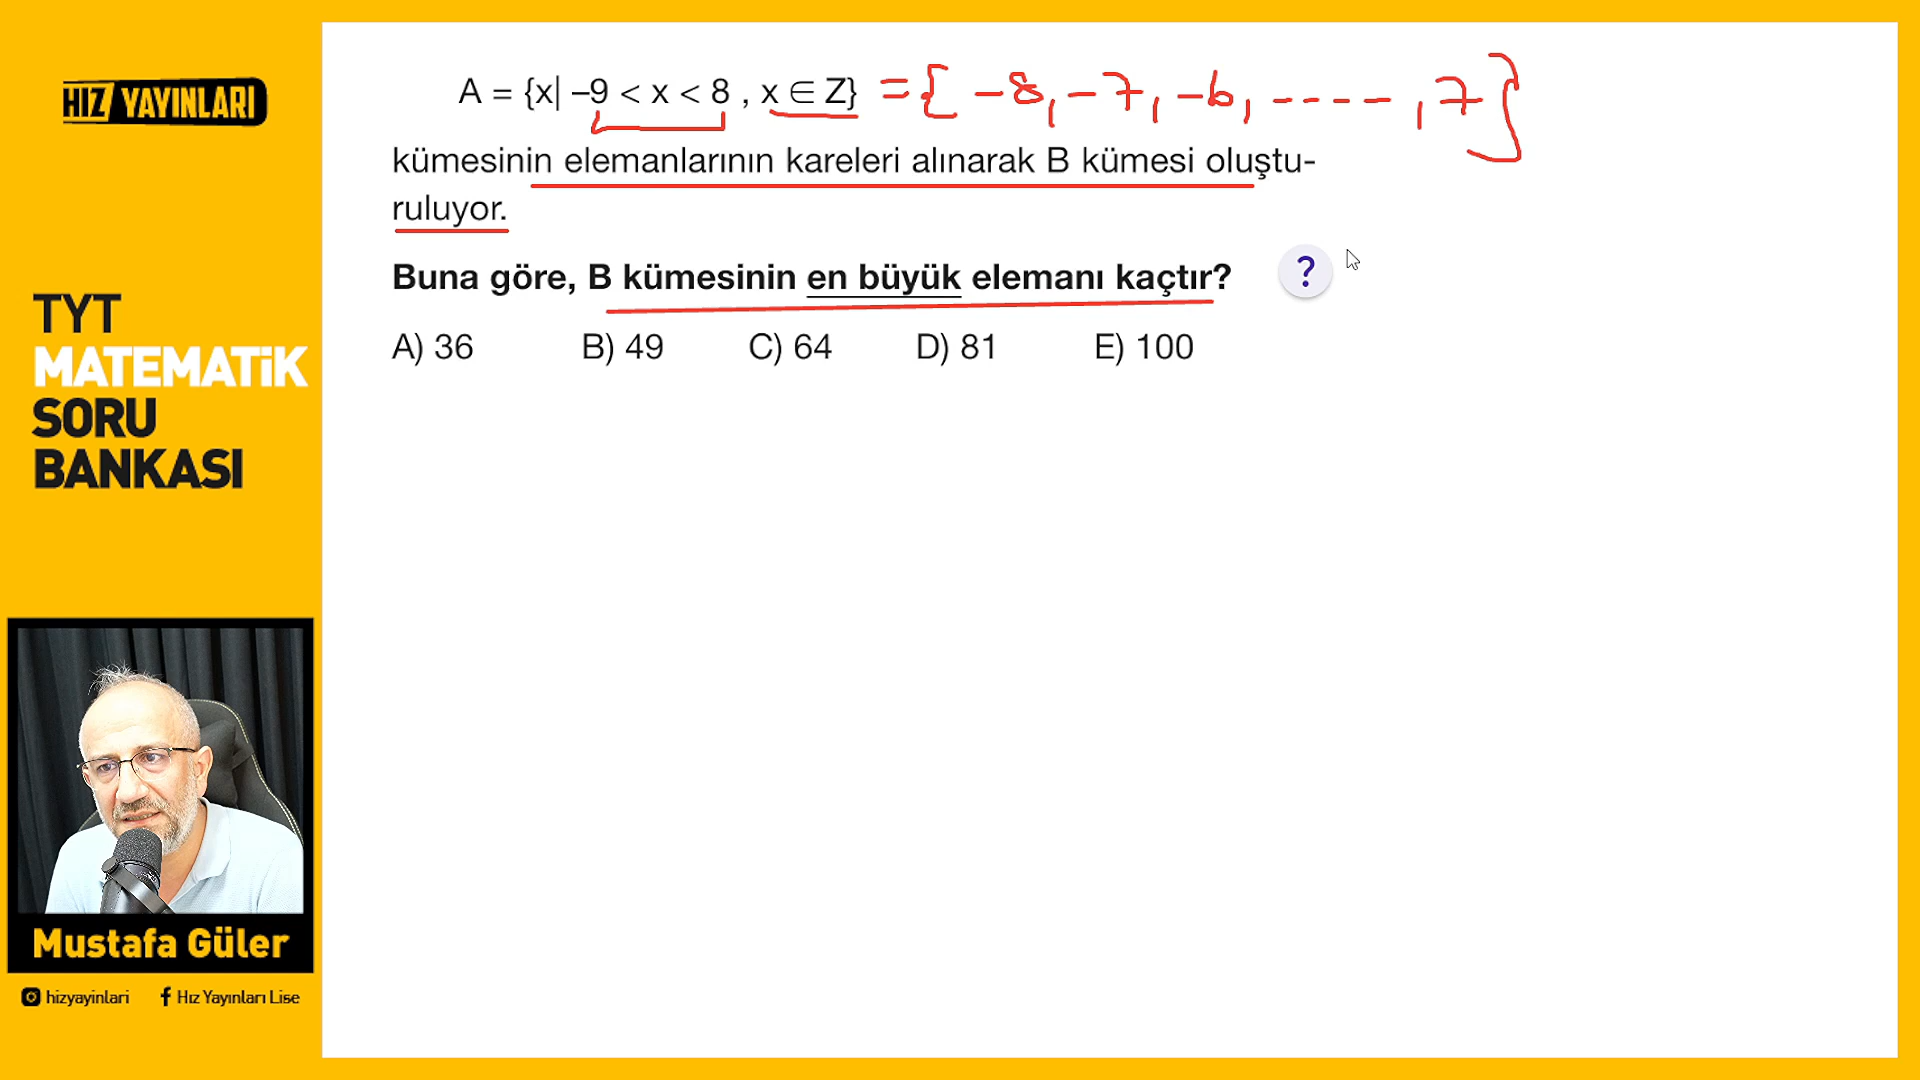 HIZ YAYINLARI
TYT
MATEMATİK
SORU
BANKASI
Mustafa Güler
hizyayinlari Hız Yayınları Lise
A = {x| –9 < x < 8 , x ∈ Z} = { -8, -7, -6, ---- , 7 }
kümesinin elemanlarının kareleri alınarak B kümesi oluştu-
ruluyor.
Buna göre, B kümesinin en büyük elemanı kaçtır? ?
A) 36 B) 49 C) 64 D) 81 E) 100